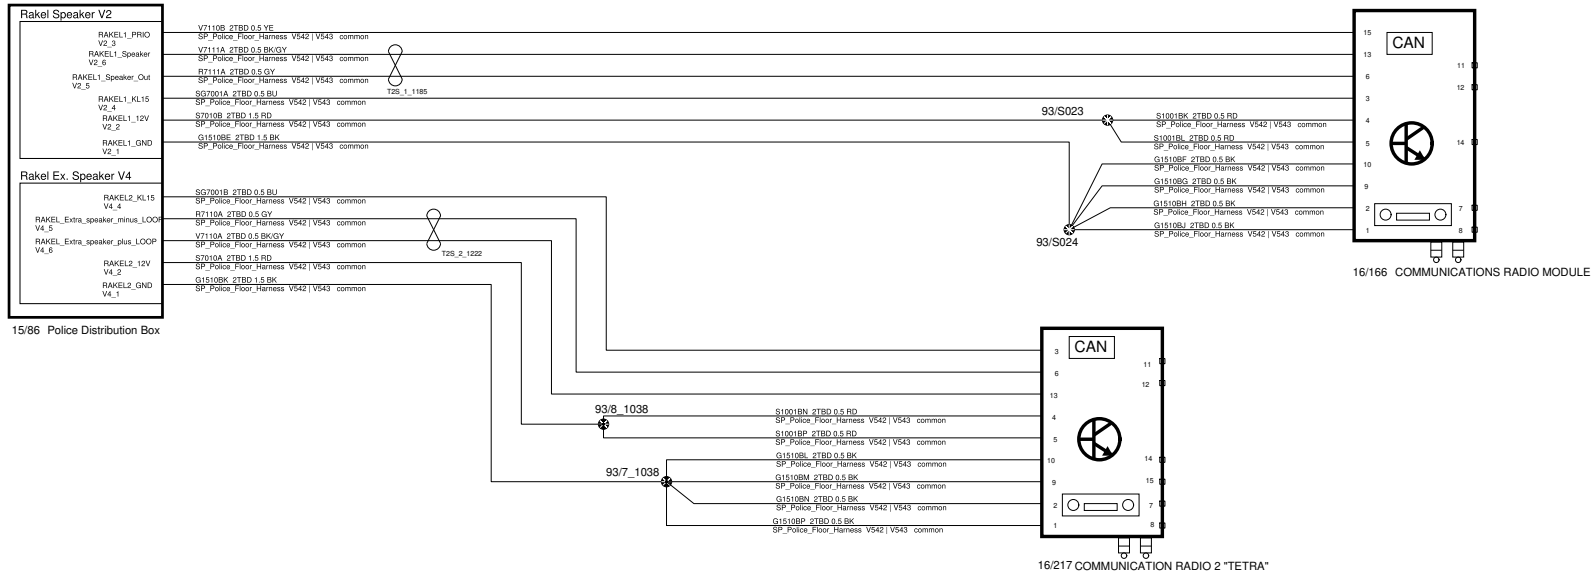 Rakel Speaker V2
RAKEL1_PRIO
V2_3
RAKEL1_Speaker
V2_6
RAKEL1_Speaker_Out
V2_5
RAKEL1_KL15
V2_4
RAKEL1_12V
V2_2
RAKEL1_GND
V2_1
V7110B 2TBD 0.5 YE
SP_Police_Floor_Harness V542 | V543 common
V7111A 2TBD 0.5 BK/GY
SP_Police_Floor_Harness V542 | V543 common
R7111A 2TBD 0.5 GY
SP_Police_Floor_Harness V542 | V543 common
SG7001A 2TBD 0.5 BU
SP_Police_Floor_Harness V542 | V543 common
S7010B 2TBD 1.5 RD
SP_Police_Floor_Harness V542 | V543 common
G1510BE 2TBD 1.5 BK
SP_Police_Floor_Harness V542 | V543 common
T2S_1_1185
93/S023
93/S024
S1001BK 2TBD 0.5 RD
SP_Police_Floor_Harness V542 | V543 common
S1001BL 2TBD 0.5 RD
SP_Police_Floor_Harness V542 | V543 common
G1510BF 2TBD 0.5 BK
SP_Police_Floor_Harness V542 | V543 common
G1510BG 2TBD 0.5 BK
SP_Police_Floor_Harness V542 | V543 common
G1510BH 2TBD 0.5 BK
SP_Police_Floor_Harness V542 | V543 common
G1510BJ 2TBD 0.5 BK
SP_Police_Floor_Harness V542 | V543 common
15
13
6
3
4
5
10
9
2
1
CAN
11
12
14
7
8
16/166 COMMUNICATIONS RADIO MODULE
Rakel Ex. Speaker V4
RAKEL2_KL15
V4_4
RAKEL_Extra_speaker_minus_LOOP
V4_5
RAKEL_Extra_speaker_plus_LOOP
V4_6
RAKEL2_12V
V4_2
RAKEL2_GND
V4_1
15/86 Police Distribution Box
SG7001B 2TBD 0.5 BU
SP_Police_Floor_Harness V542 | V543 common
R7110A 2TBD 0.5 GY
SP_Police_Floor_Harness V542 | V543 common
V7110A 2TBD 0.5 BK/GY
SP_Police_Floor_Harness V542 | V543 common
S7010A 2TBD 1.5 RD
SP_Police_Floor_Harness V542 | V543 common
G1510BK 2TBD 1.5 BK
SP_Police_Floor_Harness V542 | V543 common
T2S_2_1222
93/8_1038
93/7_1038
S1001BN 2TBD 0.5 RD
SP_Police_Floor_Harness V542 | V543 common
S1001BP 2TBD 0.5 RD
SP_Police_Floor_Harness V542 | V543 common
G1510BL 2TBD 0.5 BK
SP_Police_Floor_Harness V542 | V543 common
G1510BM 2TBD 0.5 BK
SP_Police_Floor_Harness V542 | V543 common
G1510BN 2TBD 0.5 BK
SP_Police_Floor_Harness V542 | V543 common
G1510BP 2TBD 0.5 BK
SP_Police_Floor_Harness V542 | V543 common
3
6
13
4
5
10
9
2
1
CAN
11
12
14
15
7
8
16/217 COMMUNICATION RADIO 2 "TETRA"